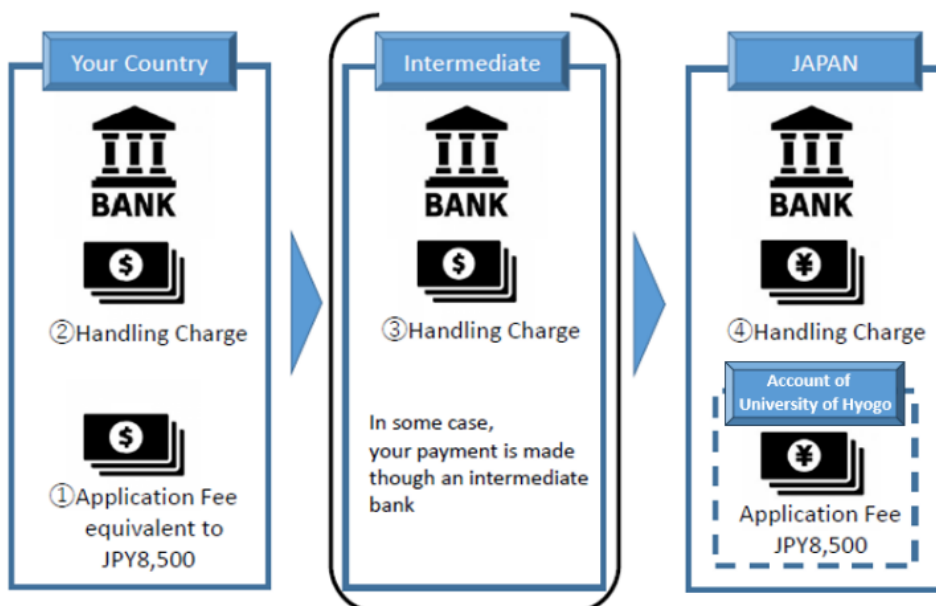 Your Country
BANK
$
②Handling Charge
$
①Application Fee
equivalent to
JPY8,500
Intermediate
BANK
$
③Handling Charge
In some case,
your payment is made
though an intermediate
bank
JAPAN
BANK
¥
④Handling Charge
Account of
University of Hyogo
¥
Application Fee
JPY8,500